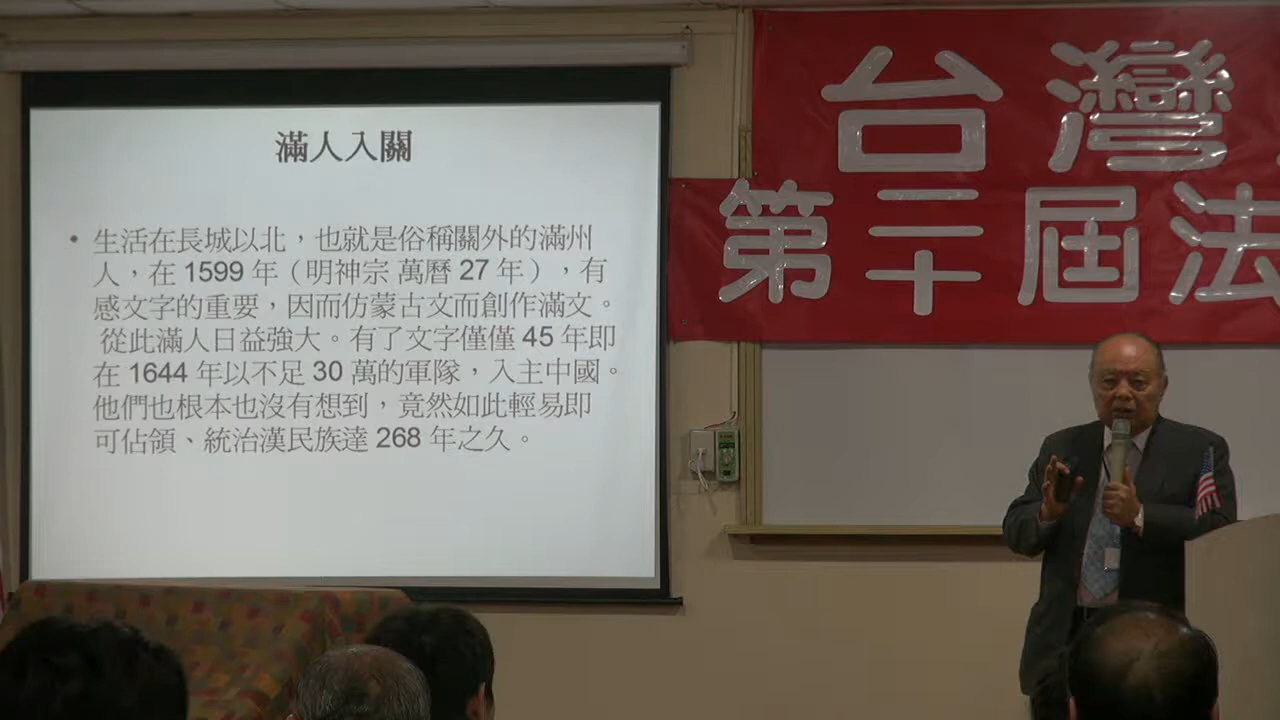 滿人入關
• 生活在長城以北，也就是俗稱關外的滿州
人，在 1599 年（明神宗 萬曆 27 年），有
感文字的重要，因而仿蒙古文而創作滿文。
從此滿人日益強大。有了文字僅僅 45 年即
在 1644 年以不足 30 萬的軍隊，入主中國。
他們也根本也沒有想到，竟然如此輕易即
可佔領、統治漢民族達 268 年之久。
台灣
第二十屆法